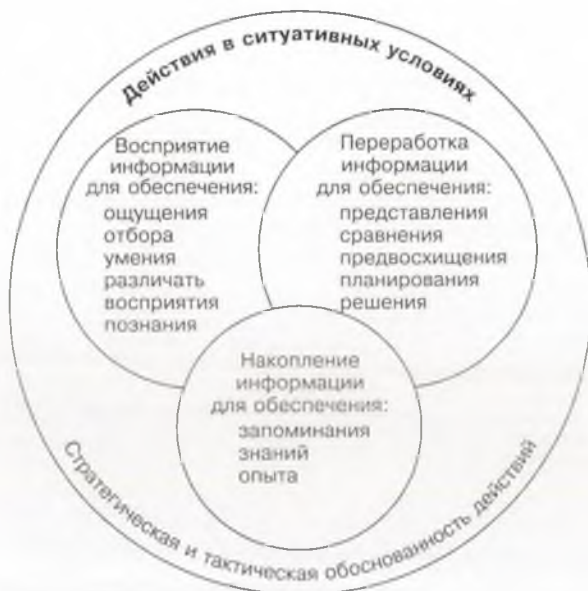 Действия в ситуативных условиях
Восприятие
информации
для обеспечения:
ощущения
отбора
умения
различать
восприятия
познания
Переработка
информации
для обеспечения:
представления
сравнения
предвосхищения
планирования
решения
Накопление
информации
для обеспечения:
запоминания
знаний
опыта
Стратегическая и тактическая обоснованность действий